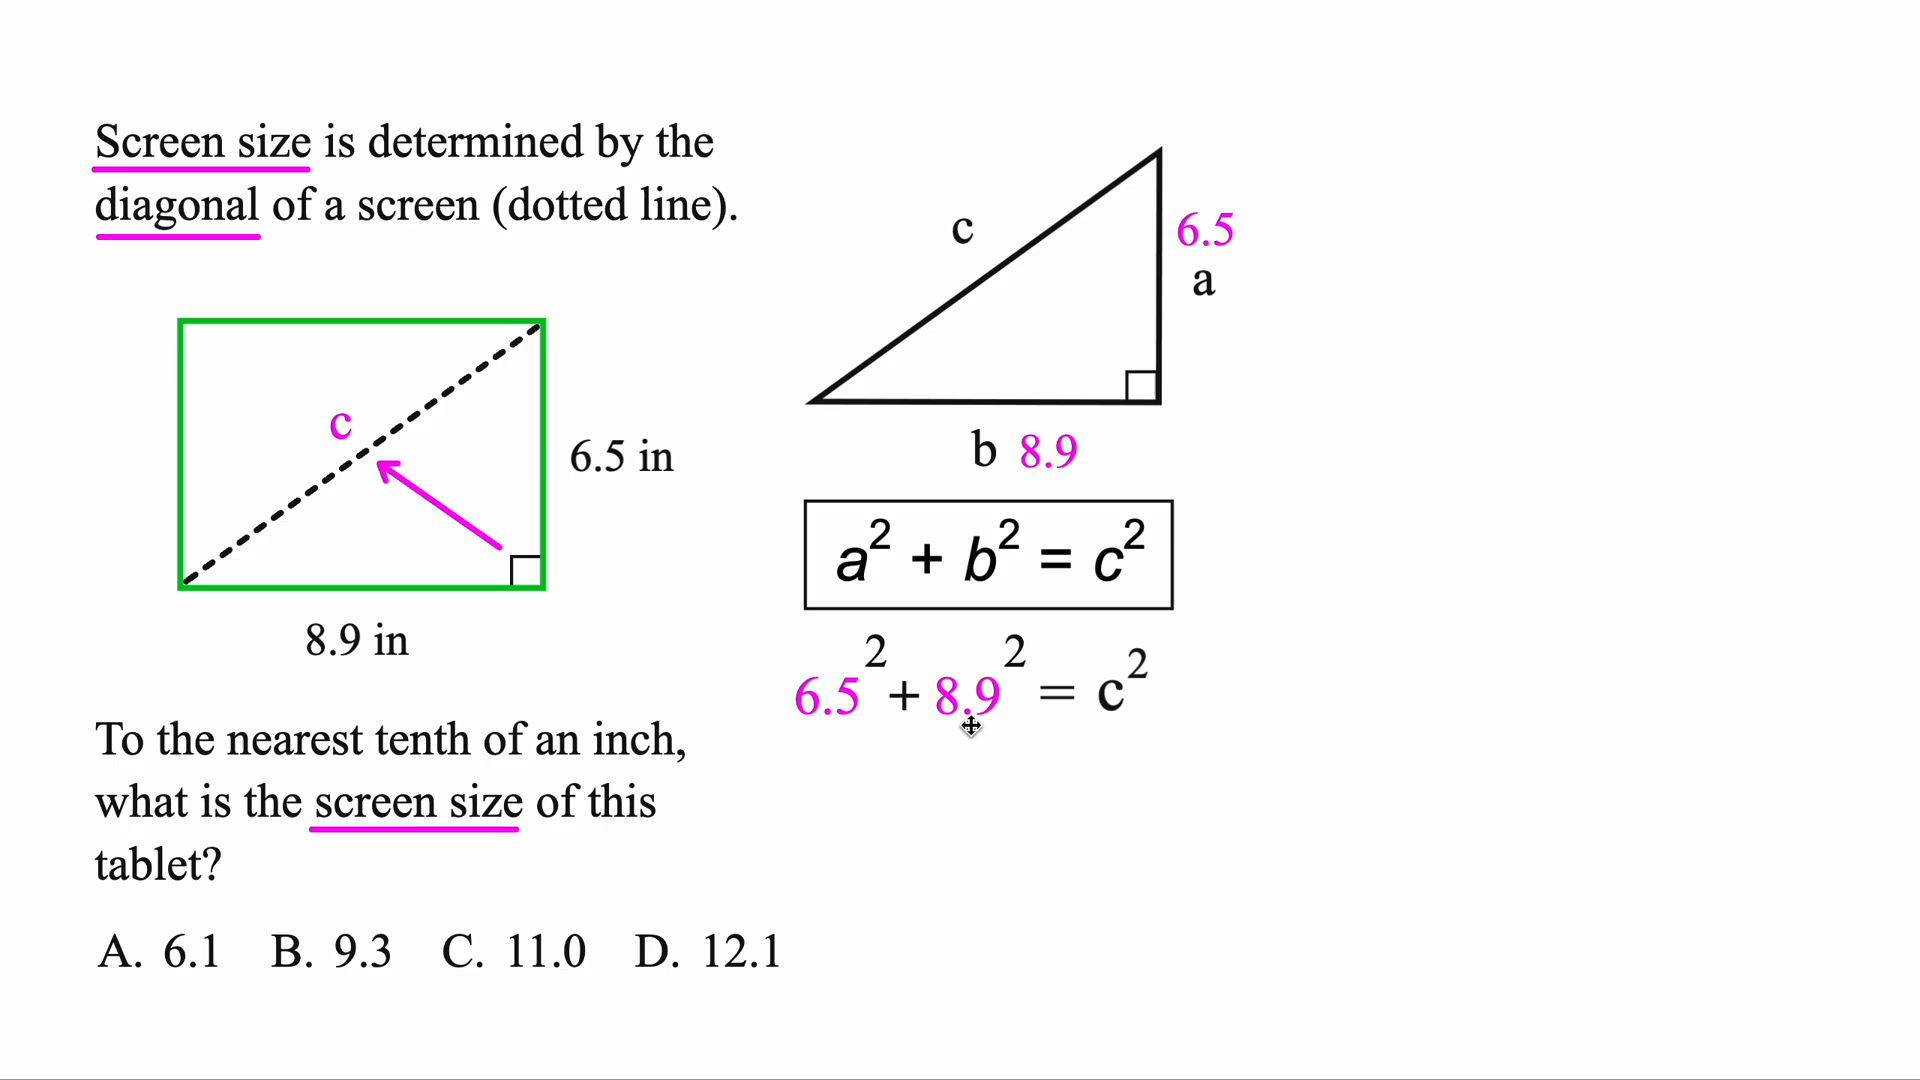 Screen size is determined by the
diagonal of a screen (dotted line).
c
6.5 in
8.9 in
To the nearest tenth of an inch,
what is the screen size of this
tablet?
A. 6.1 B. 9.3 C. 11.0 D. 12.1
c
6.5
a
b 8.9
a² + b² = c²
6.5² + 8.9² = c²